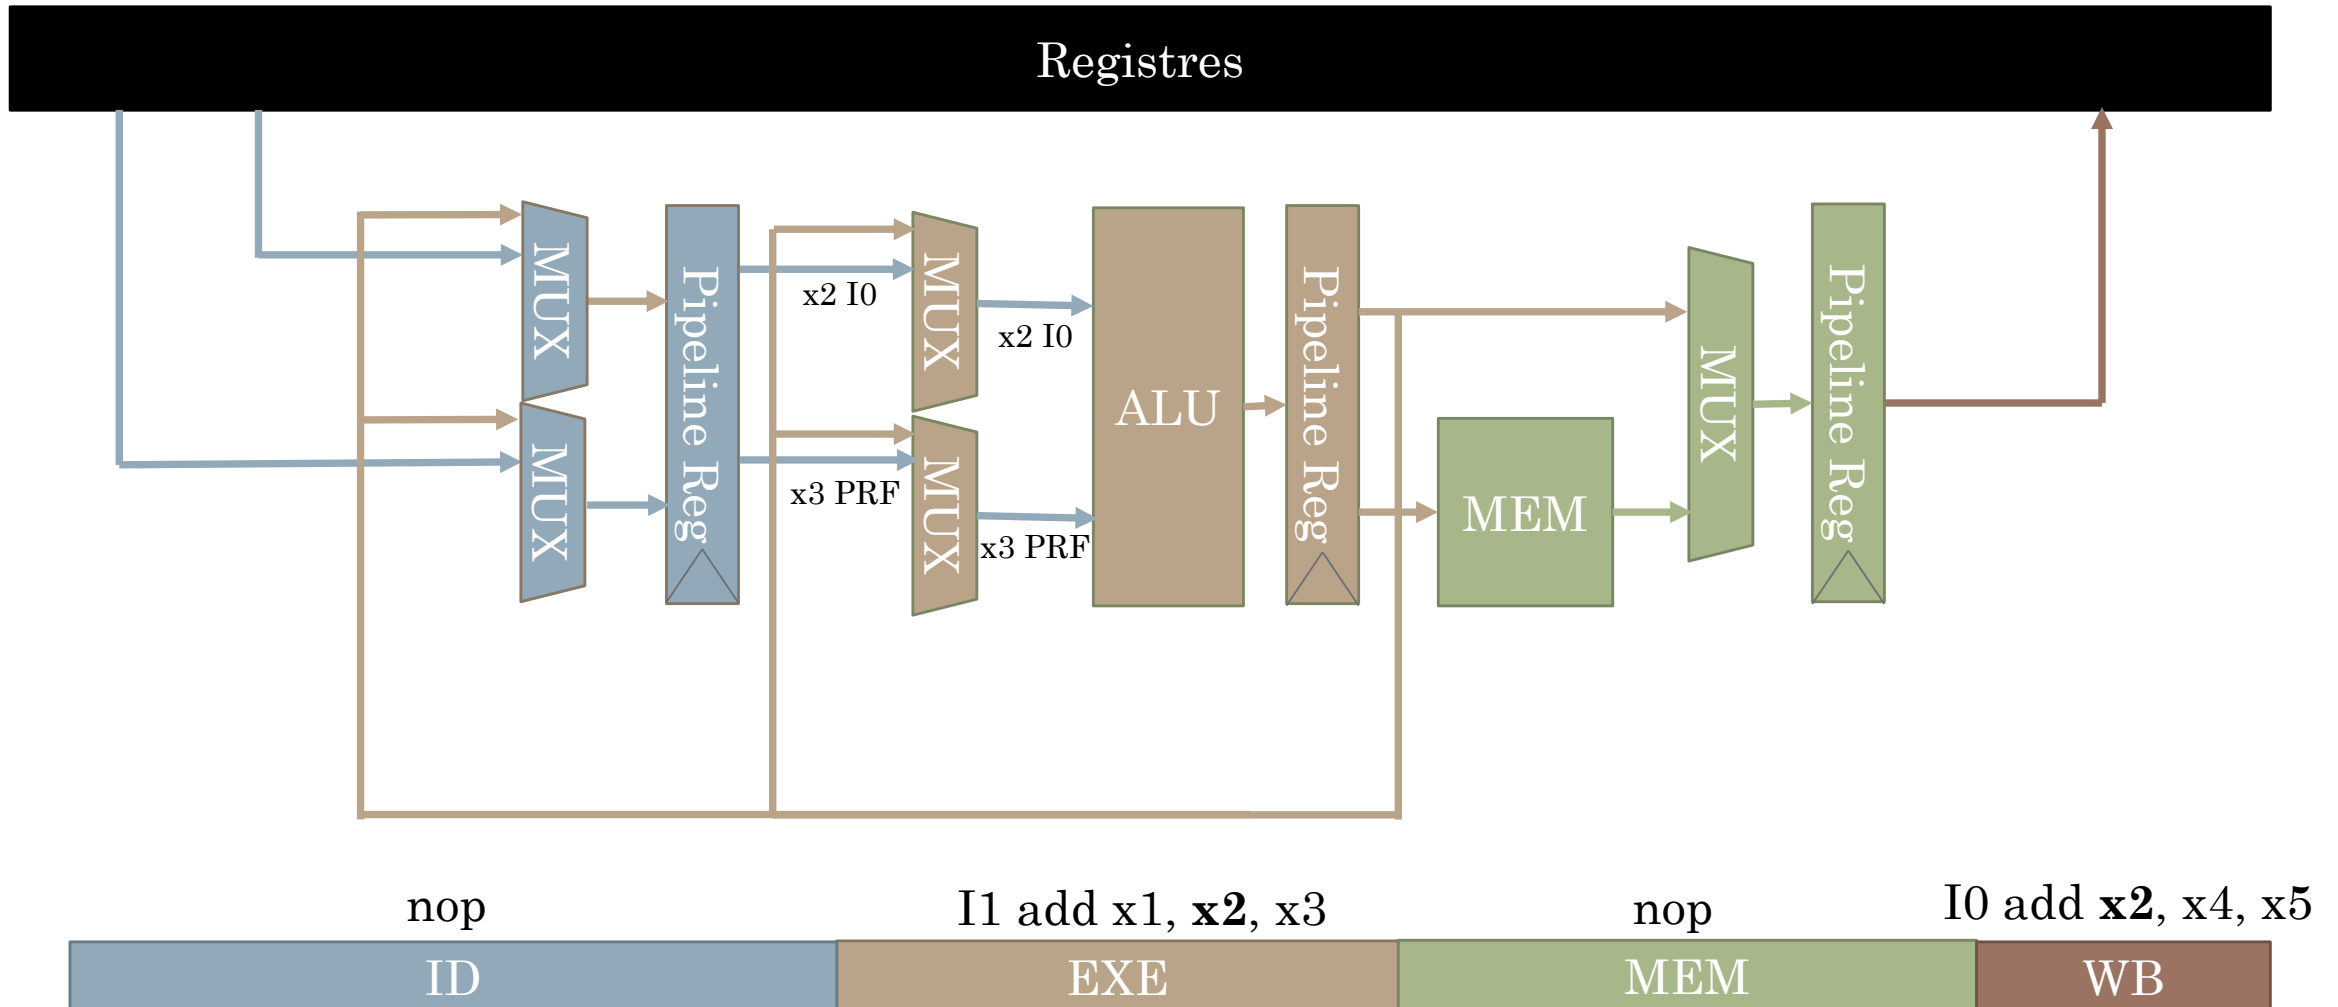 Registres
MUX
MUX
Pipeline Reg
x2 I0
x3 PRF
MUX
MUX
x2 I0
x3 PRF
ALU
Pipeline Reg
MEM
MUX
Pipeline Reg
nop
I1 add x1, x2, x3
nop
I0 add x2, x4, x5
ID
EXE
MEM
WB